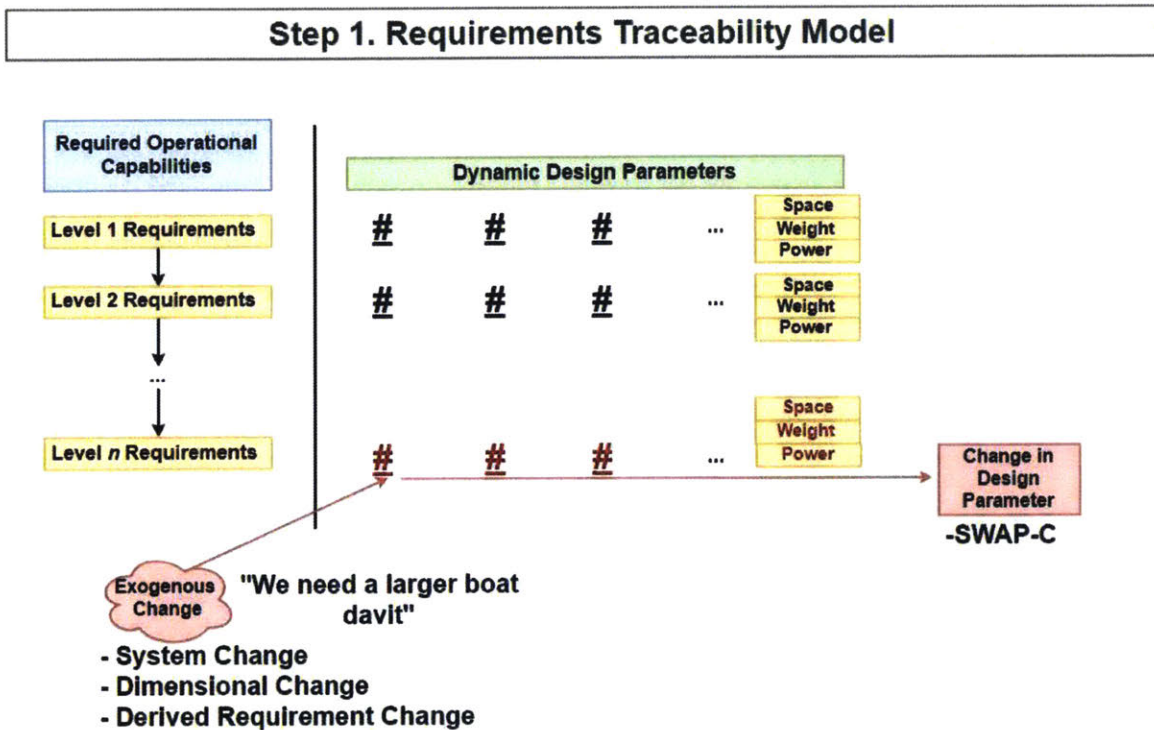 Step 1. Requirements Traceability Model
Required Operational
Capabilities
Dynamic Design Parameters
Level 1 Requirements
# # # ...
Space
Weight
Power
Level 2 Requirements
# # # ...
Space
Weight
Power
...
Level n Requirements
# # # ...
Space
Weight
Power
Change in
Design
Parameter
-SWAP-C
Exogenous
Change
"We need a larger boat
davit"
- System Change
- Dimensional Change
- Derived Requirement Change